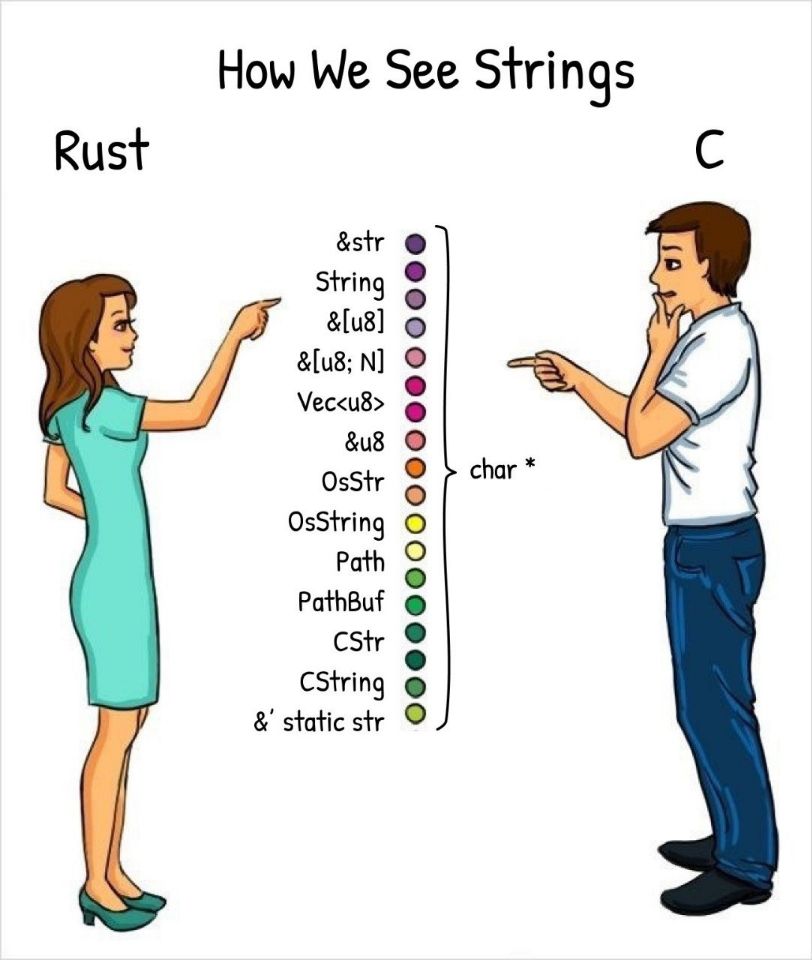 How We See Strings
Rust
C
&str
String
&[u8]
&[u8; N]
Vec<u8>
&u8
OsStr
OsString
Path
PathBuf
CStr
CString
&' static str
char *